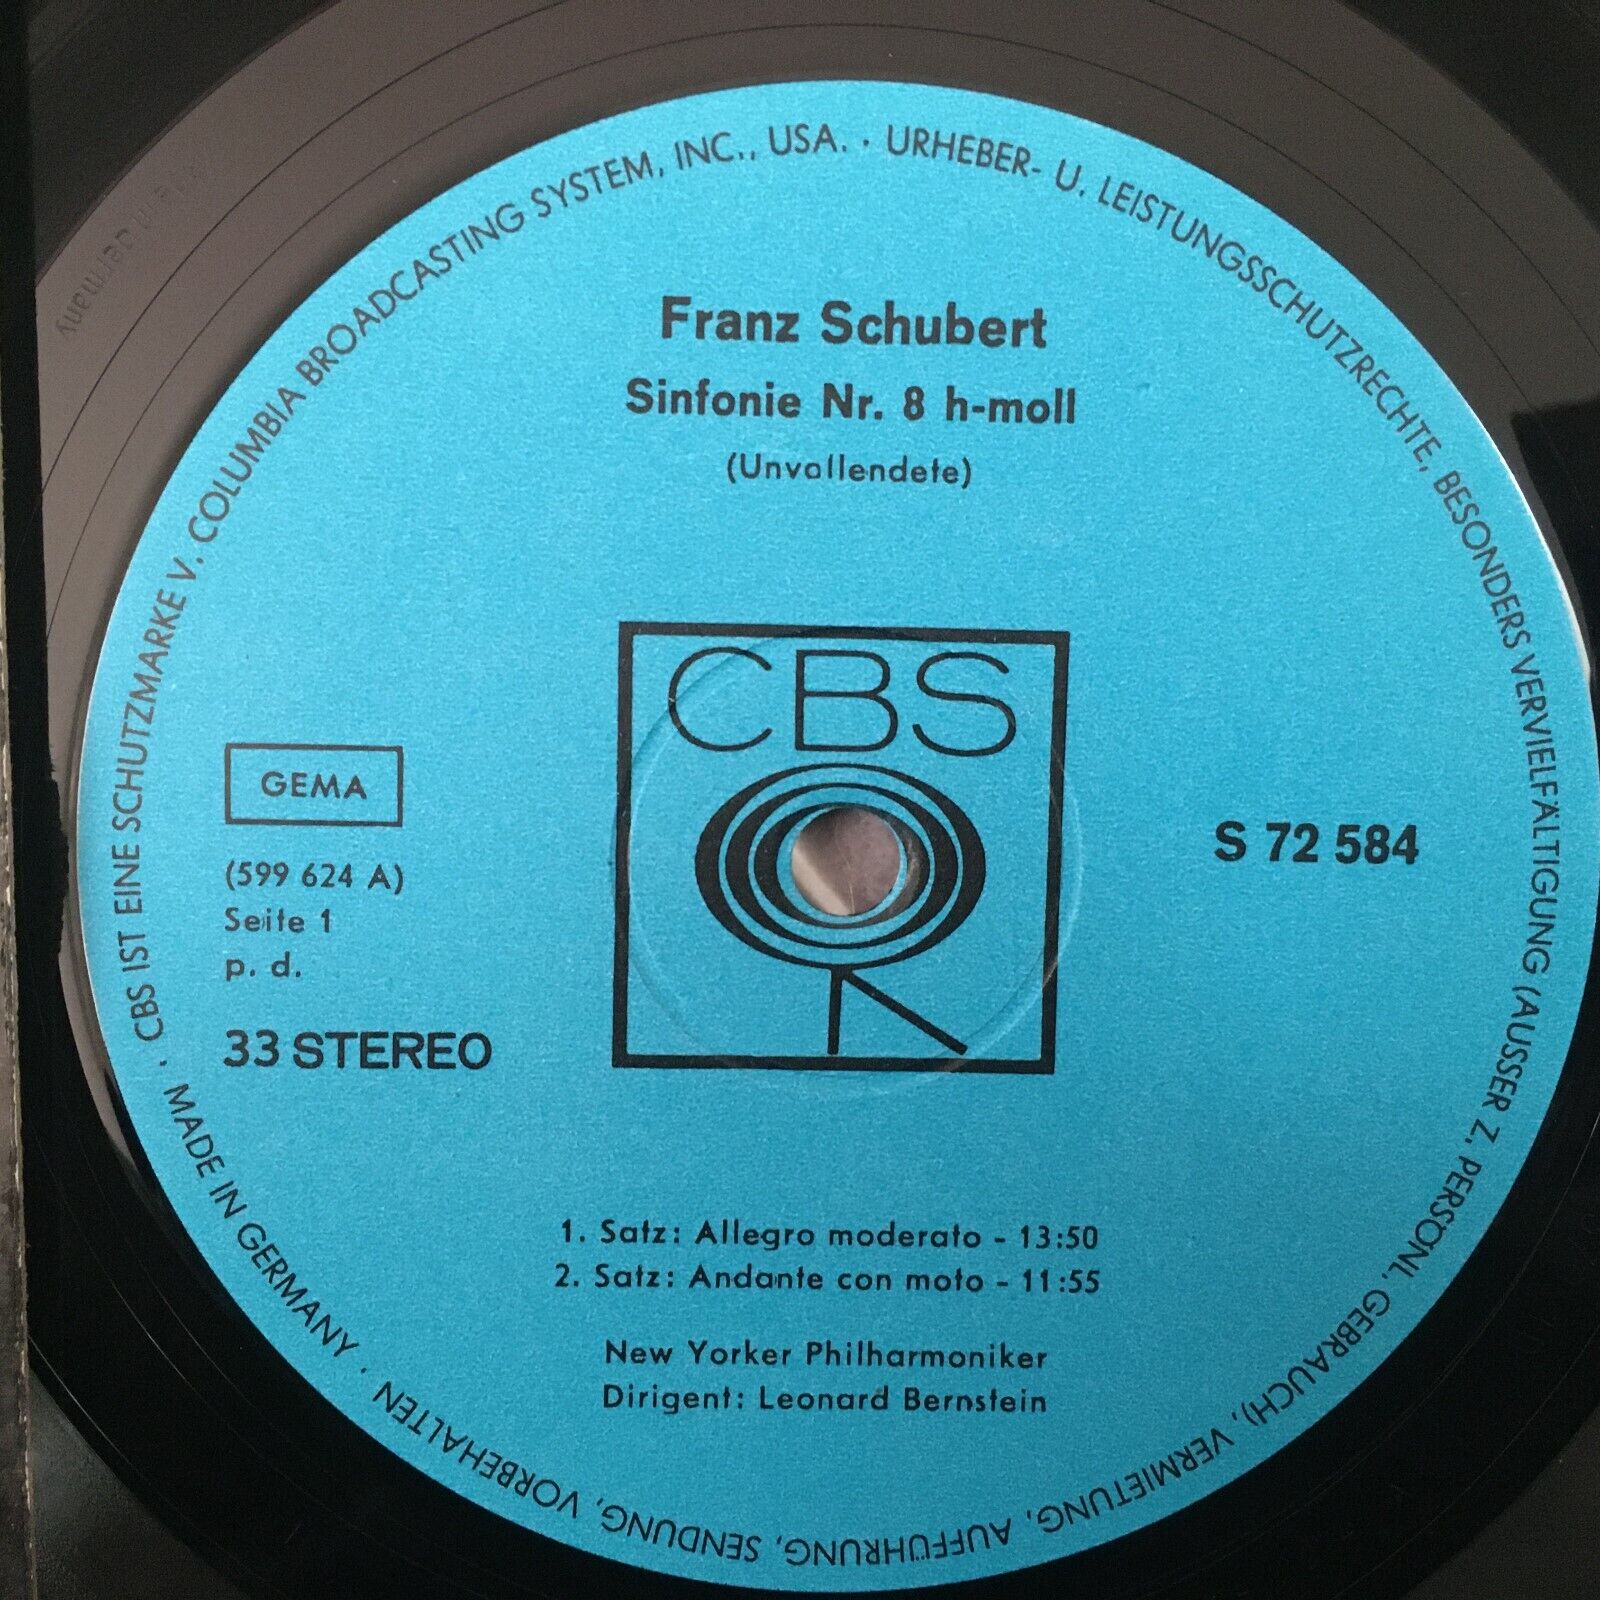 CBS IST EINE SCHUTZMARKE V. COLUMBIA BROADCASTING SYSTEM, INC., USA. · URHEBER- U. LEISTUNGSSCHUTZRECHTE, BESONDERS VERVIELFÄLTIGUNG (AUSSER Z. PERSÖNL. GEBRAUCH), VERMIETUNG, AUFFÜHRUNG, SENDUNG, VORBEHALTEN · MADE IN GERMANY ·
Franz Schubert
Sinfonie Nr. 8 h-moll
(Unvollendete)
CBS
GEMA
S 72 584
(599 624 A)
Seite 1
p. d.
33 STEREO
1. Satz: Allegro moderato - 13:50
2. Satz: Andante con moto - 11:55
New Yorker Philharmoniker
Dirigent: Leonard Bernstein
Germany